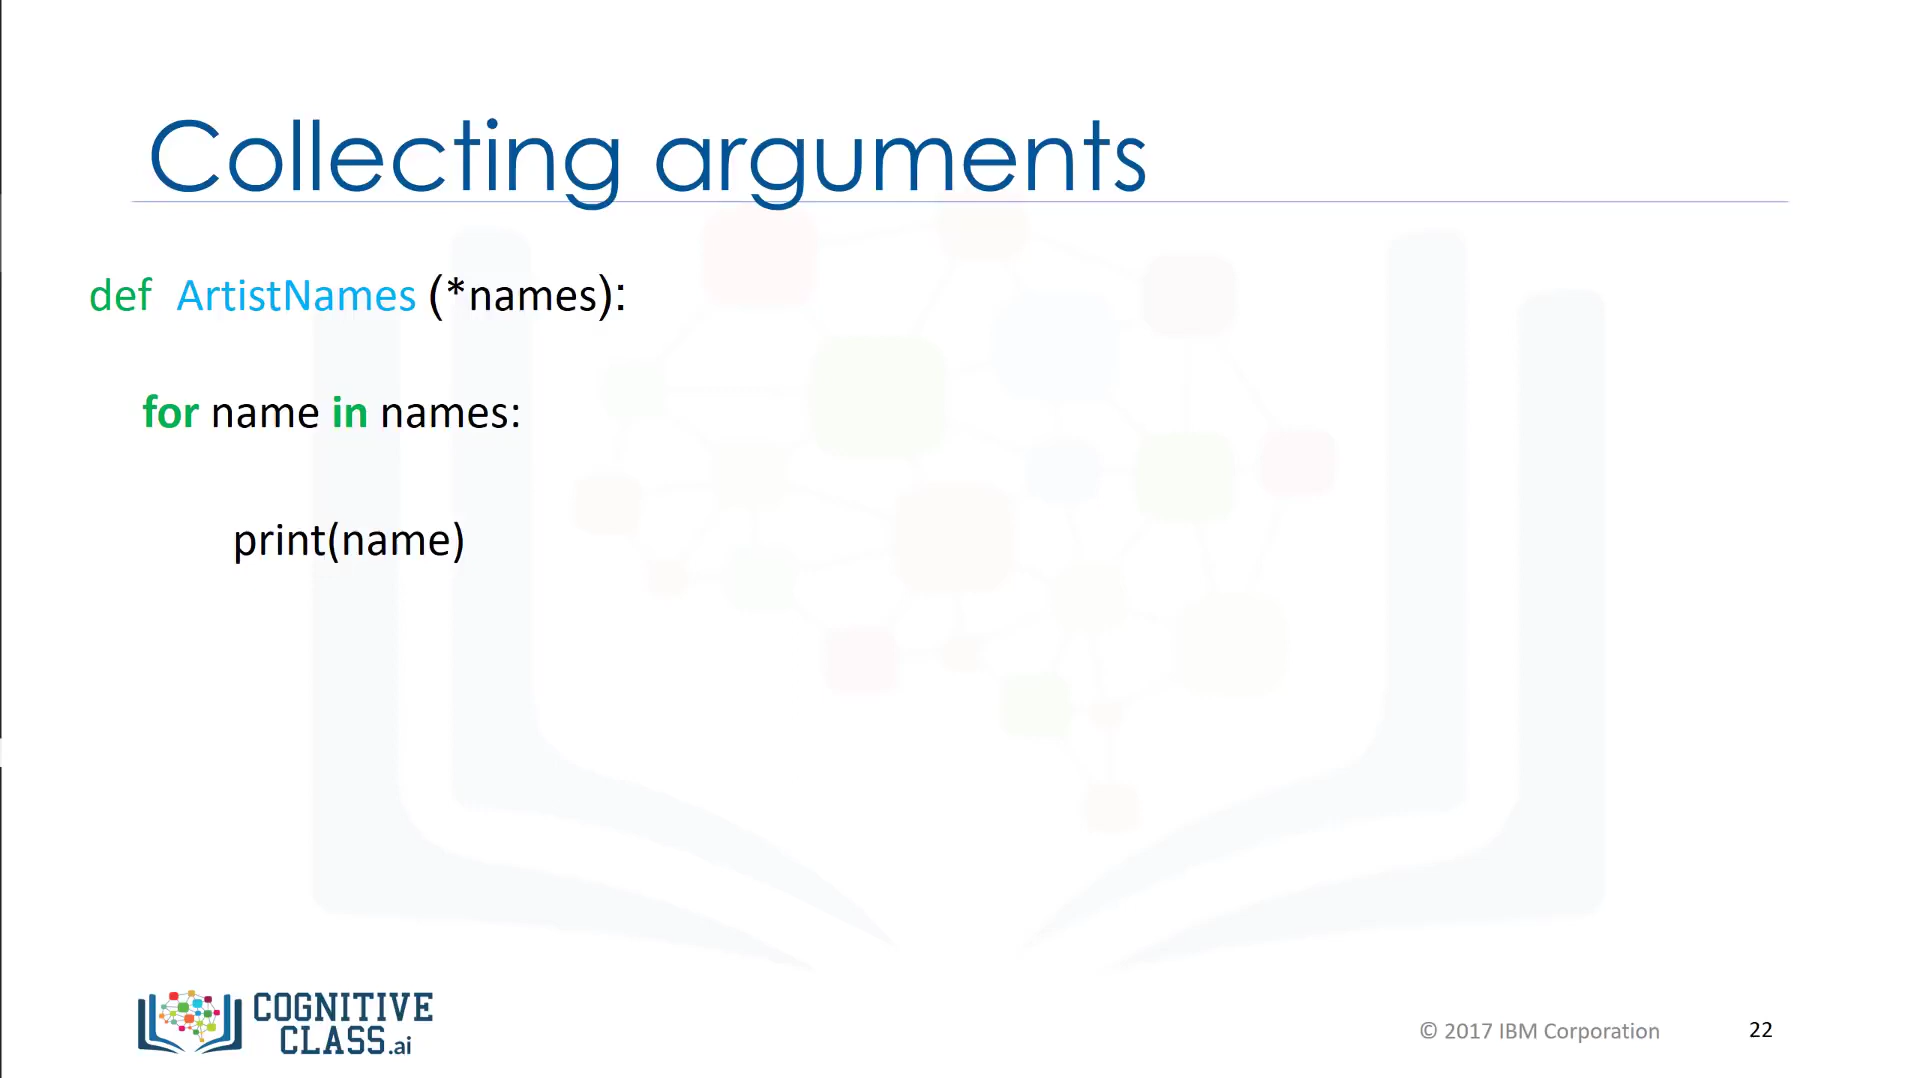 Collecting arguments
def ArtistNames (*names):
for name in names:
print(name)
COGNITIVE
CLASS.ai
© 2017 IBM Corporation
22